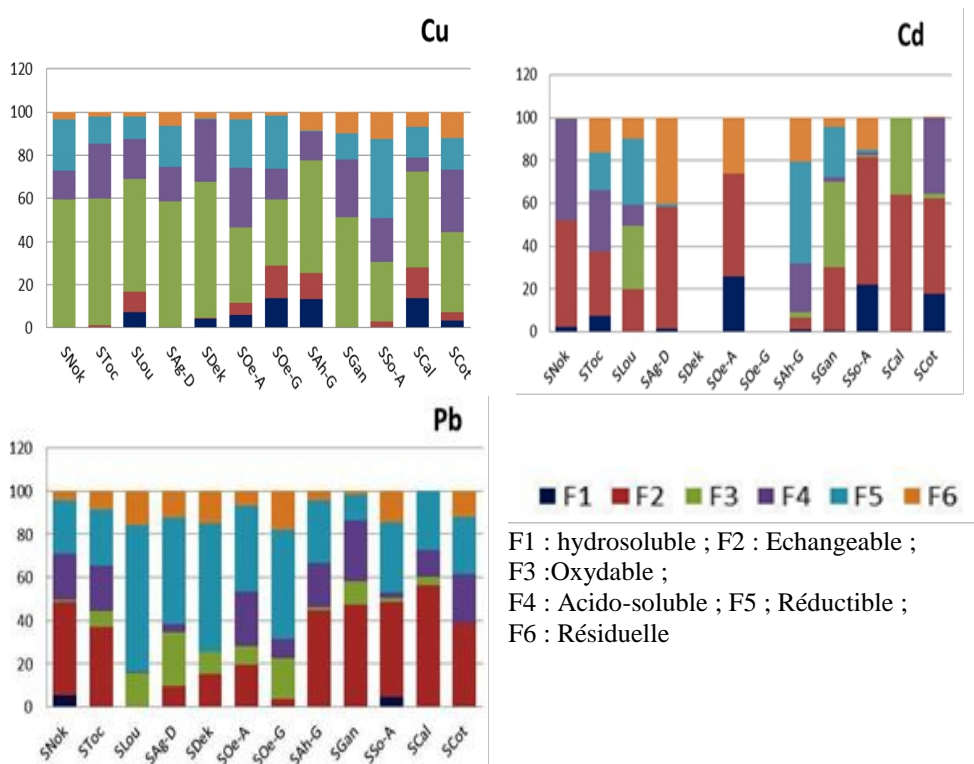 Cu
120
100
80
60
40
20
0
SNok SToc SLou SAg-D SDek SOe-A SOe-G SAh-G SGan SSo-A SCal SCot
Cd
120
100
80
60
40
20
0
SNok SToc SLou SAg-D SDek SOe-A SOe-G SAh-G SGan SSo-A SCal SCot
Pb
120
100
80
60
40
20
0
SNok SToc SLou SAg-D SDek SOe-A SOe-G SAh-G SGan SSo-A SCal SCot
F1 F2 F3 F4 F5 F6
F1 : hydrosoluble ; F2 : Echangeable ;
F3 :Oxydable ;
F4 : Acido-soluble ; F5 ; Réductible ;
F6 : Résiduelle